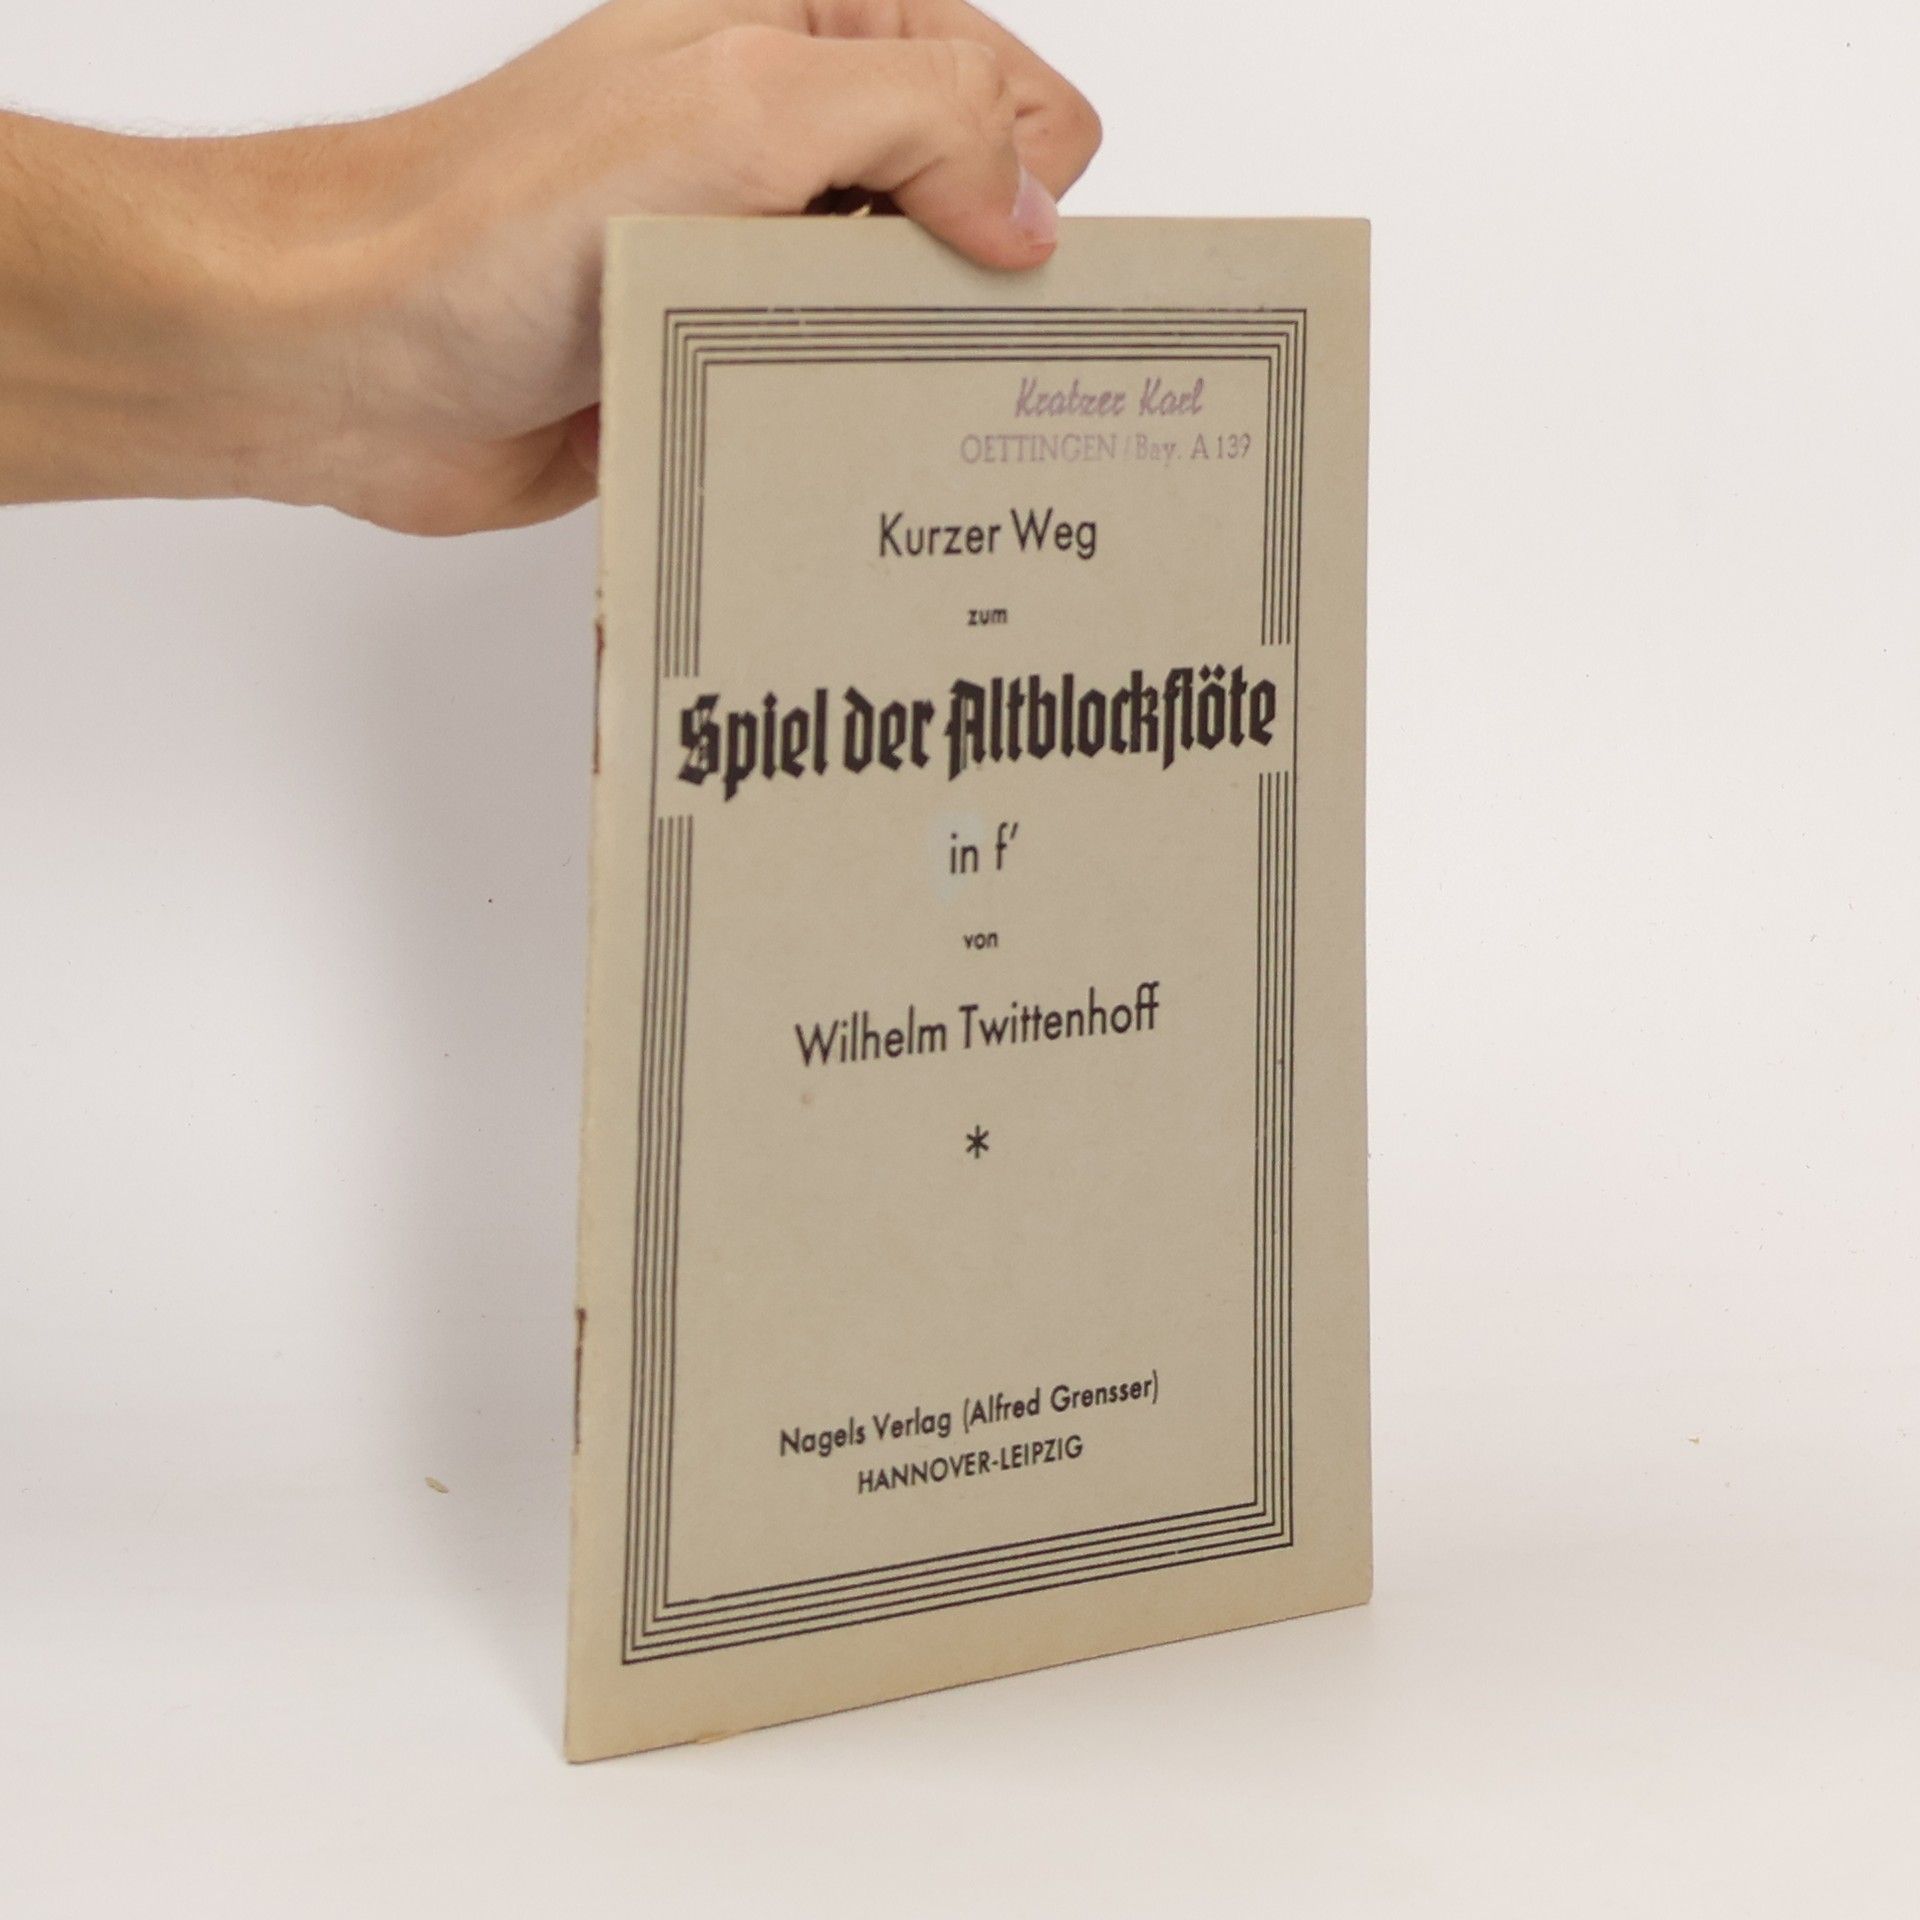 Kratzer Karl
OETTINGEN/Bay. A 139
Kurzer Weg
zum
Spiel der Altblockflöte
in f'
von
Wilhelm Twittenhoff
*
Nagels Verlag (Alfred Grensser)
HANNOVER-LEIPZIG